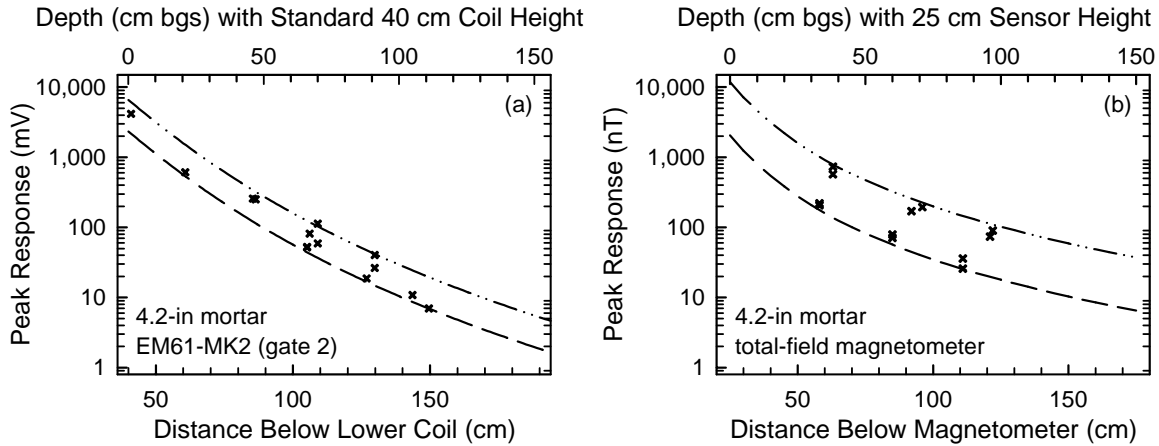 Depth (cm bgs) with Standard 40 cm Coil Height
0 50 100 150
10,000
1,000
100
10
1
Peak Response (mV)
(a)
4.2-in mortar
EM61-MK2 (gate 2)
50 100 150
Distance Below Lower Coil (cm)
Depth (cm bgs) with 25 cm Sensor Height
0 50 100 150
10,000
1,000
100
10
1
Peak Response (nT)
(b)
4.2-in mortar
total-field magnetometer
50 100 150
Distance Below Magnetometer (cm)